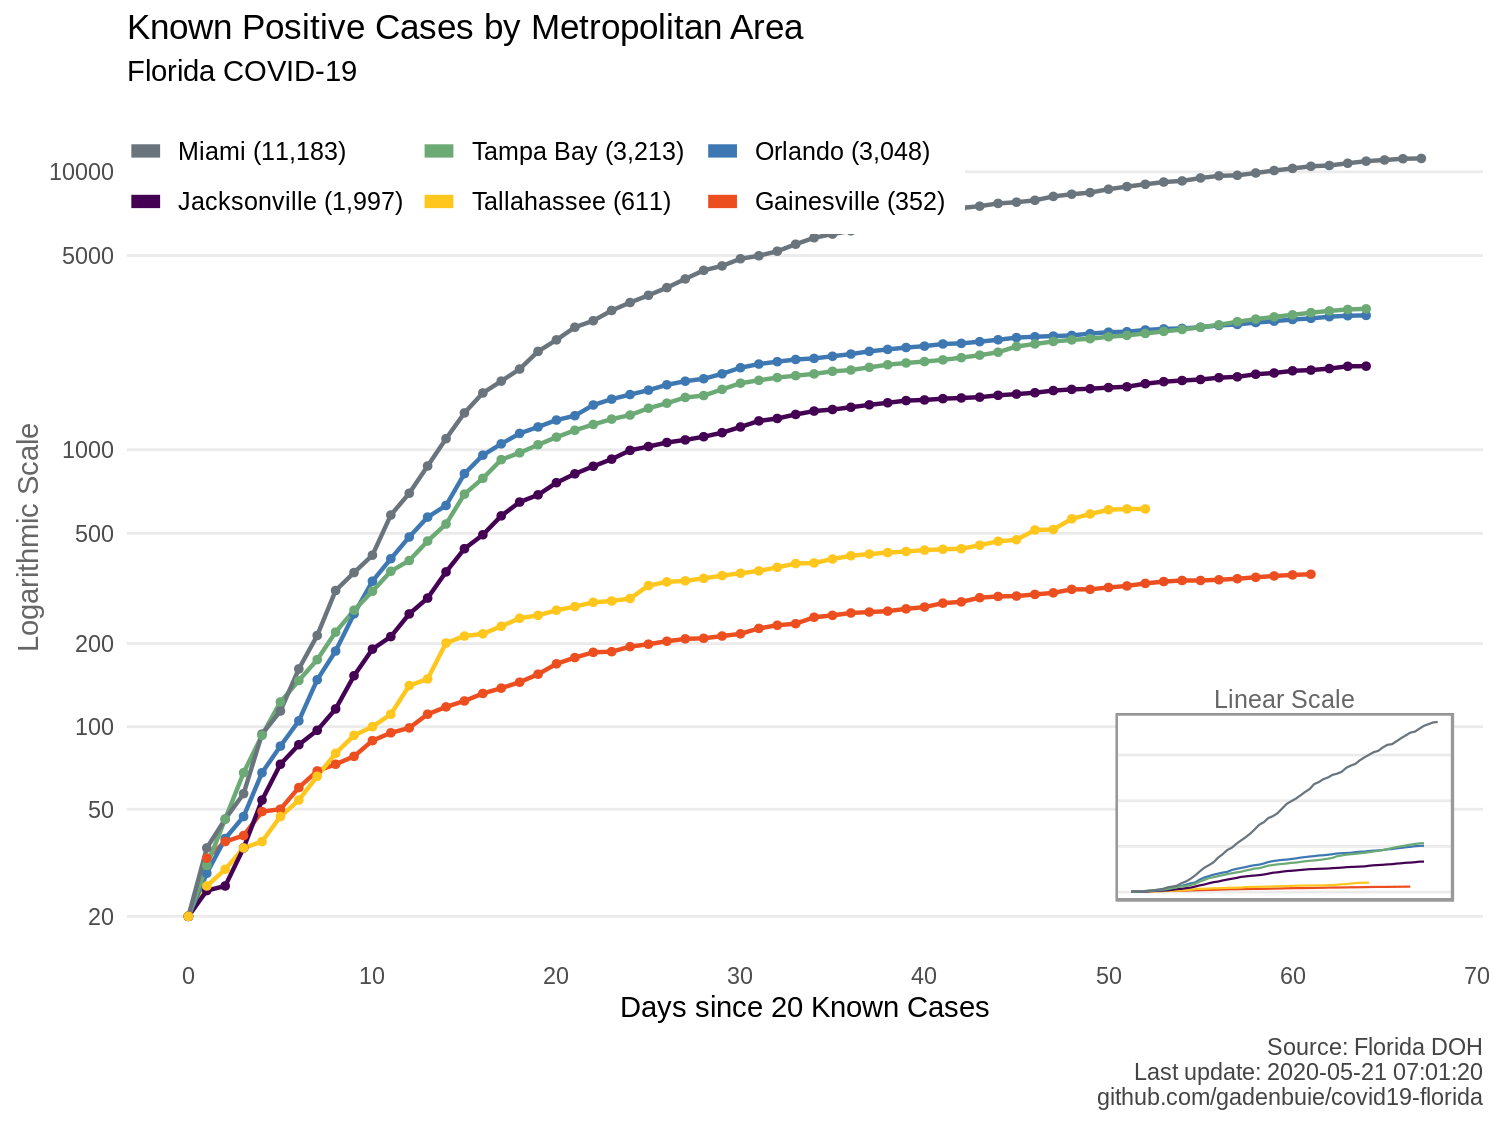 Known Positive Cases by Metropolitan Area
Florida COVID-19
Miami (11,183) Tampa Bay (3,213) Orlando (3,048)
Jacksonville (1,997) Tallahassee (611) Gainesville (352)
10000
5000
1000
500
200
100
50
20
Logarithmic Scale
Linear Scale
0 10 20 30 40 50 60 70
Days since 20 Known Cases
Source: Florida DOH
Last update: 2020-05-21 07:01:20
github.com/gadenbuie/covid19-florida